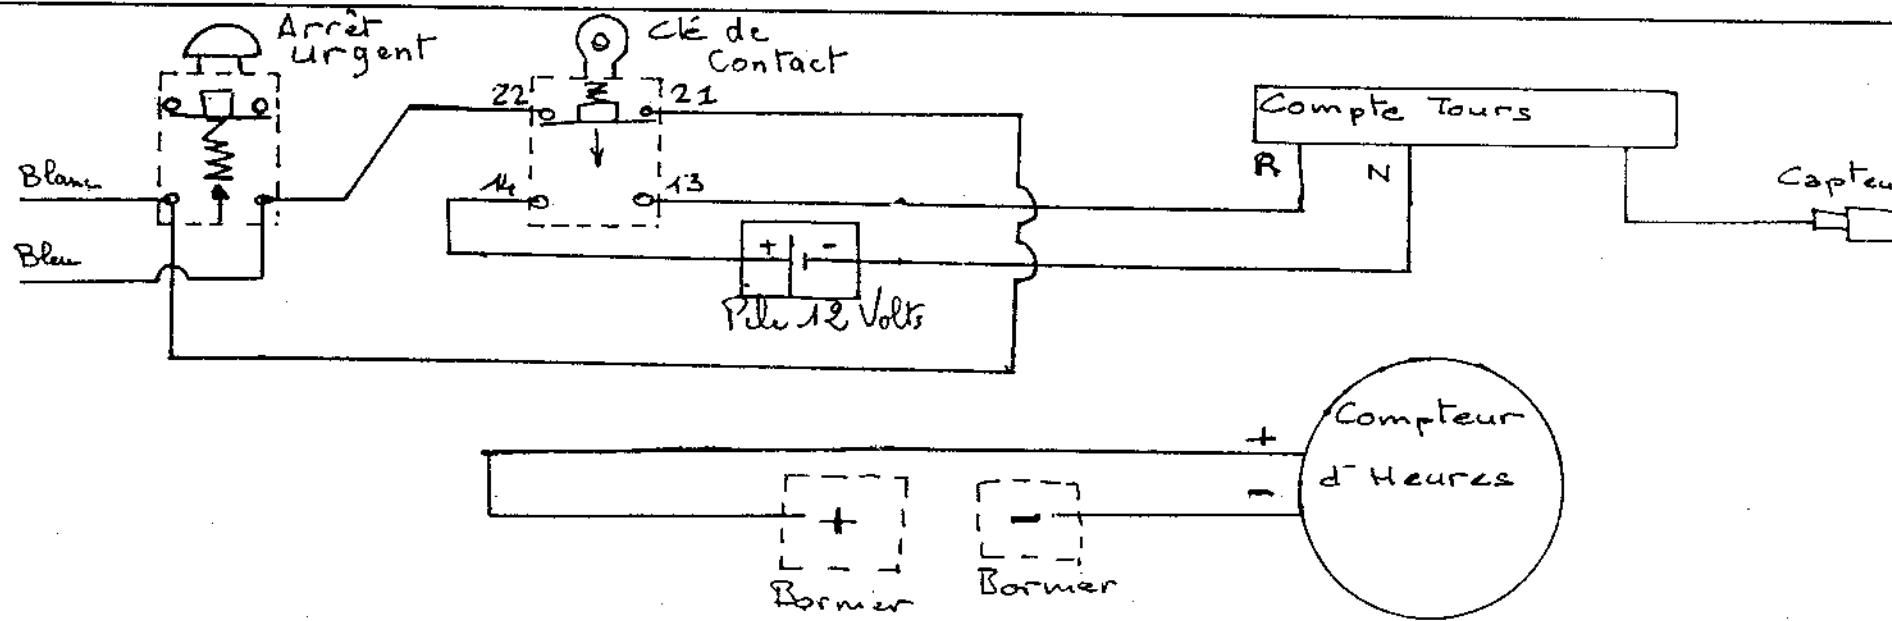 Arrêt
Urgent
Clé de
Contact
22
21
14
13
Blanc
Bleu
+ -
Pile 12 Volts
Compte Tours
R
N
Capteu
+
-
Compteur
d'Heures
+
-
Bornier
Bornier